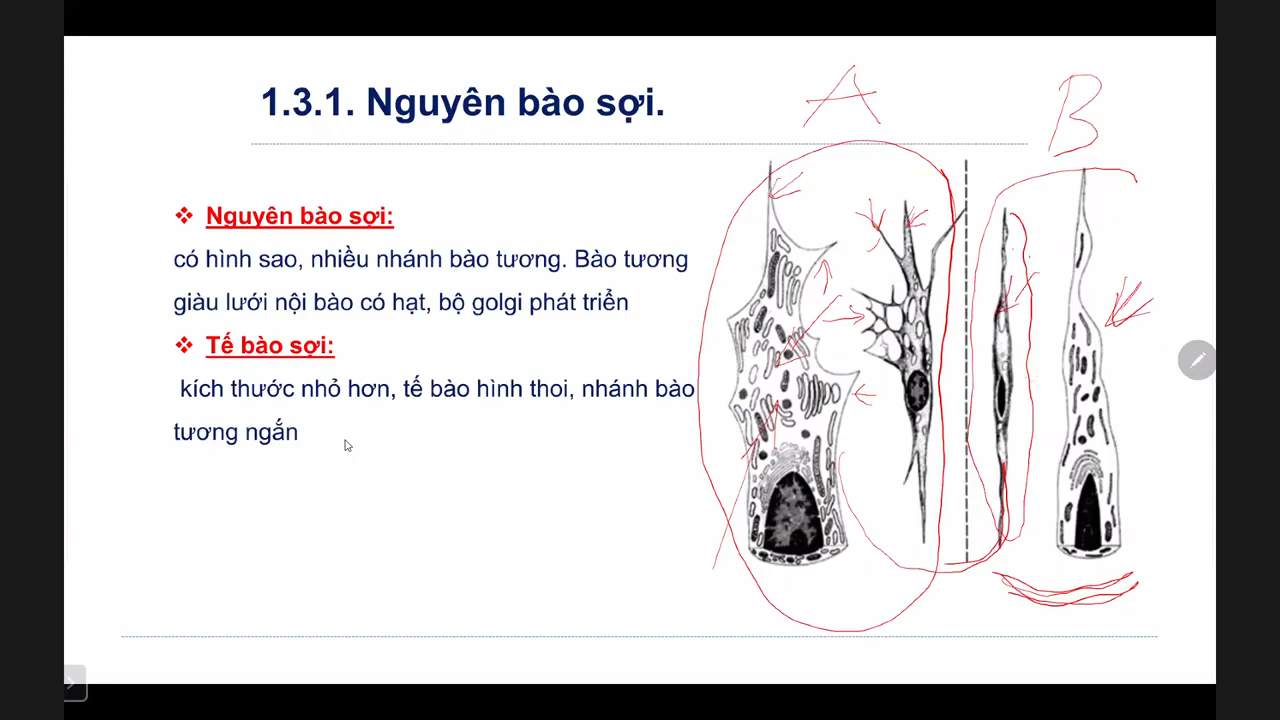 1.3.1. Nguyên bào sợi.
A
B
❖ Nguyên bào sợi:
có hình sao, nhiều nhánh bào tương. Bào tương
giàu lưới nội bào có hạt, bộ golgi phát triển
❖ Tế bào sợi:
kích thước nhỏ hơn, tế bào hình thoi, nhánh bào
tương ngắn